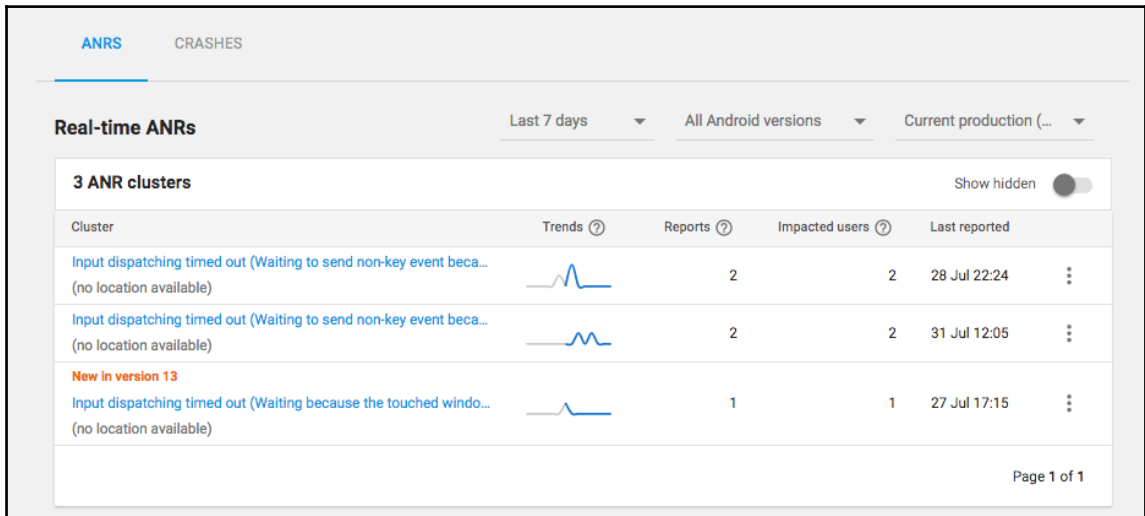 ANRS CRASHES
Real-time ANRs Last 7 days All Android versions Current production (...
3 ANR clusters Show hidden
Cluster Trends ? Reports ? Impacted users ? Last reported
Input dispatching timed out (Waiting to send non-key event beca... 2 2 28 Jul 22:24
(no location available)
Input dispatching timed out (Waiting to send non-key event beca... 2 2 31 Jul 12:05
(no location available)
New in version 13
Input dispatching timed out (Waiting because the touched windo... 1 1 27 Jul 17:15
(no location available)
Page 1 of 1